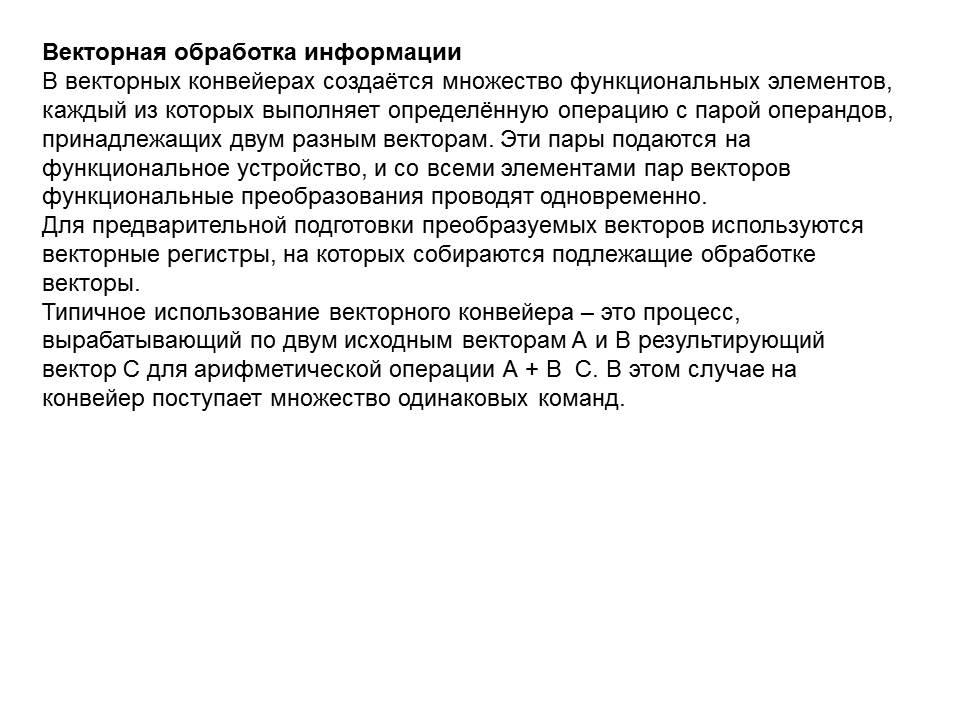 Векторная обработка информации
В векторных конвейерах создаётся множество функциональных элементов,
каждый из которых выполняет определённую операцию с парой операндов,
принадлежащих двум разным векторам. Эти пары подаются на
функциональное устройство, и со всеми элементами пар векторов
функциональные преобразования проводят одновременно.
Для предварительной подготовки преобразуемых векторов используются
векторные регистры, на которых собираются подлежащие обработке
векторы.
Типичное использование векторного конвейера – это процесс,
вырабатывающий по двум исходным векторам А и В результирующий
вектор С для арифметической операции А + В  С. В этом случае на
конвейер поступает множество одинаковых команд.